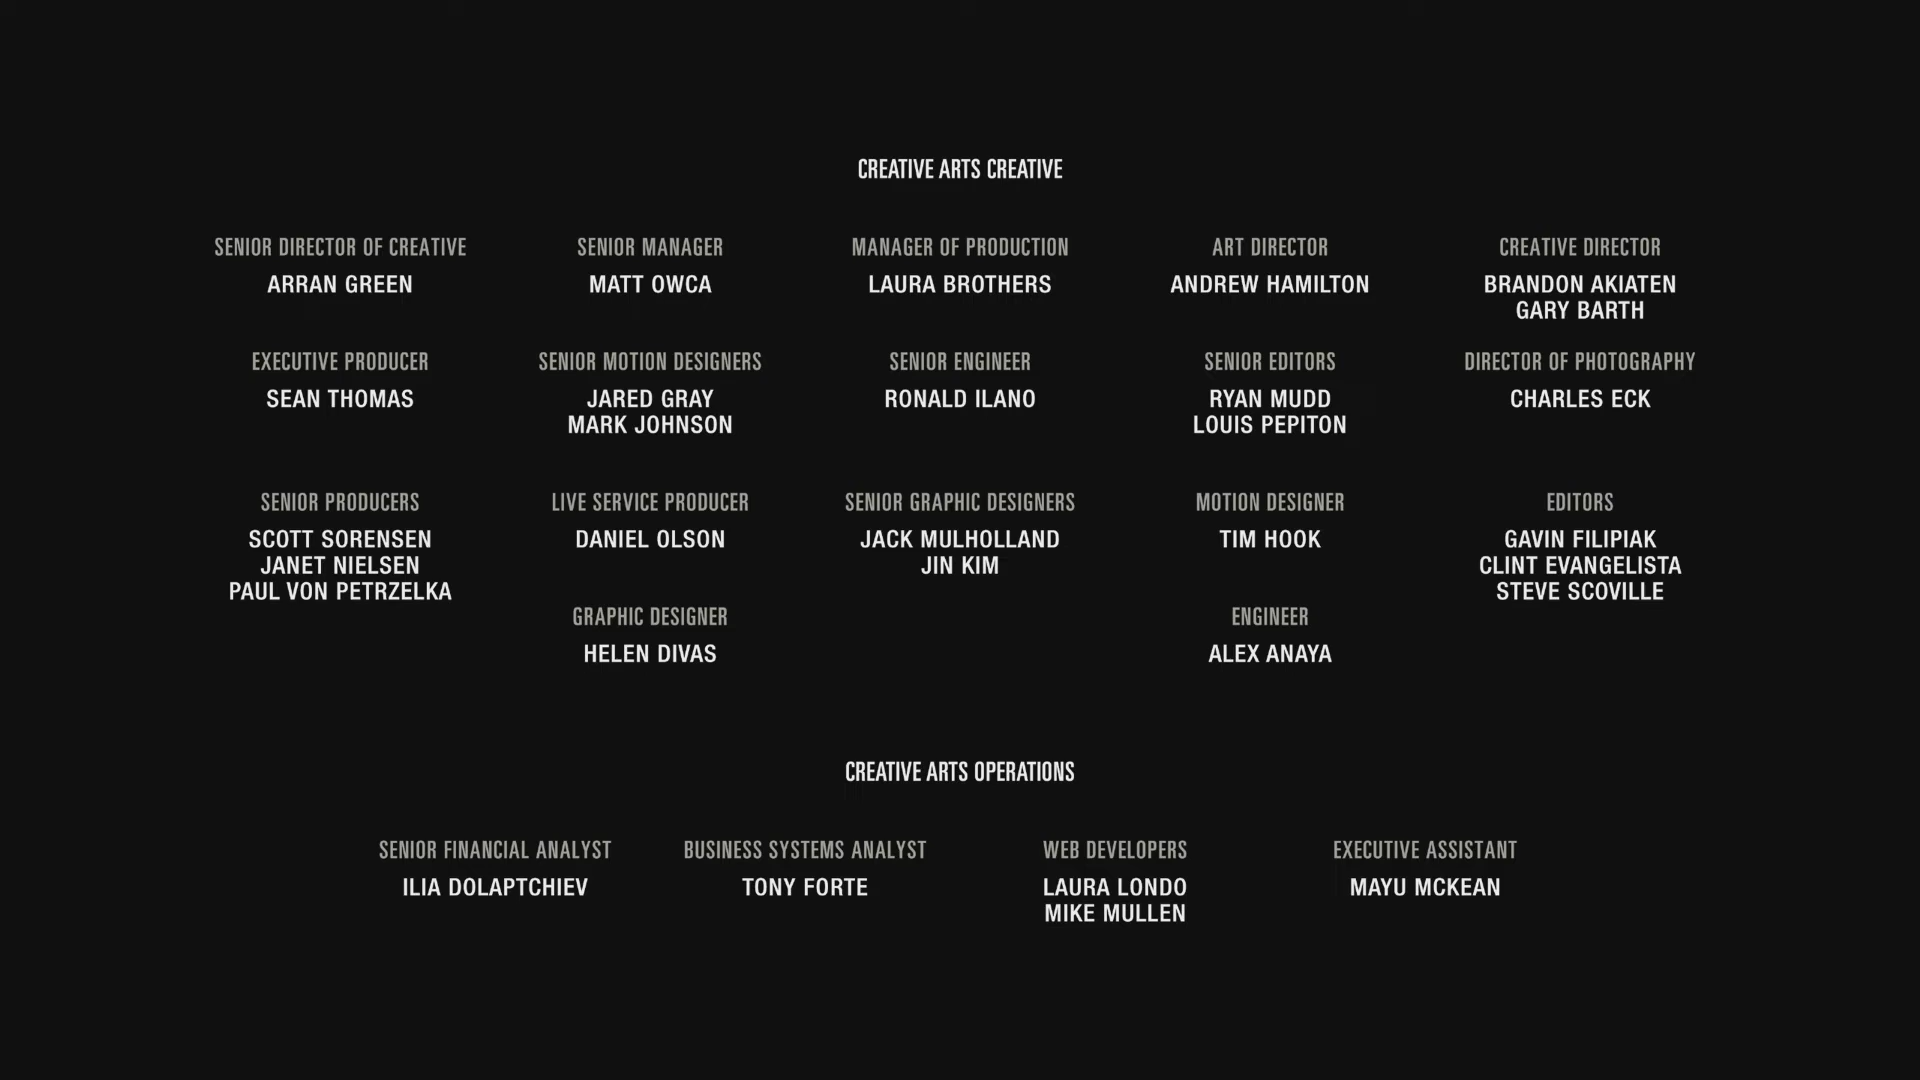 CREATIVE ARTS CREATIVE
SENIOR DIRECTOR OF CREATIVE
ARRAN GREEN
SENIOR MANAGER
MATT OWCA
MANAGER OF PRODUCTION
LAURA BROTHERS
ART DIRECTOR
ANDREW HAMILTON
CREATIVE DIRECTOR
BRANDON AKIATEN
GARY BARTH
EXECUTIVE PRODUCER
SEAN THOMAS
SENIOR MOTION DESIGNERS
JARED GRAY
MARK JOHNSON
SENIOR ENGINEER
RONALD ILANO
SENIOR EDITORS
RYAN MUDD
LOUIS PEPITON
DIRECTOR OF PHOTOGRAPHY
CHARLES ECK
SENIOR PRODUCERS
SCOTT SORENSEN
JANET NIELSEN
PAUL VON PETRZELKA
LIVE SERVICE PRODUCER
DANIEL OLSON
GRAPHIC DESIGNER
HELEN DIVAS
SENIOR GRAPHIC DESIGNERS
JACK MULHOLLAND
JIN KIM
MOTION DESIGNER
TIM HOOK
ENGINEER
ALEX ANAYA
EDITORS
GAVIN FILIPIAK
CLINT EVANGELISTA
STEVE SCOVILLE
CREATIVE ARTS OPERATIONS
SENIOR FINANCIAL ANALYST
ILIA DOLAPTCHIEV
BUSINESS SYSTEMS ANALYST
TONY FORTE
WEB DEVELOPERS
LAURA LONDO
MIKE MULLEN
EXECUTIVE ASSISTANT
MAYU MCKEAN